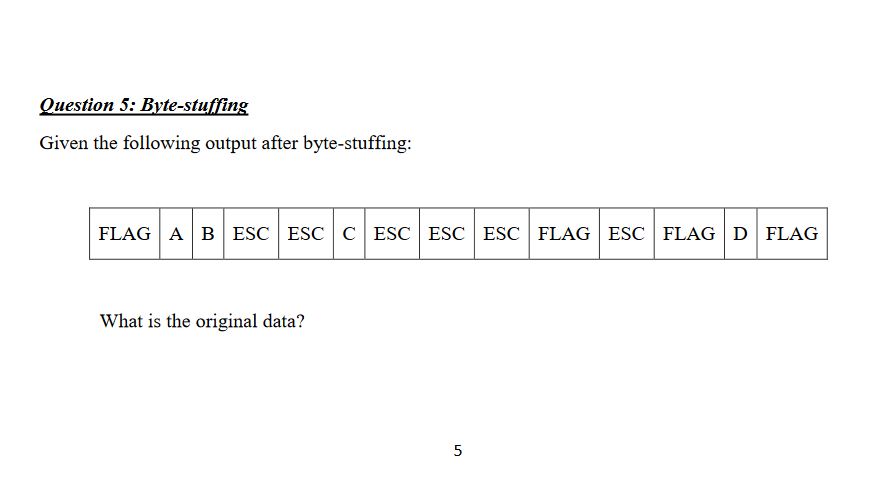 Question 5: Byte-stuffing
Given the following output after byte-stuffing:
FLAG A B ESC ESC C ESC ESC ESC FLAG ESC FLAG D FLAG
What is the original data?
5